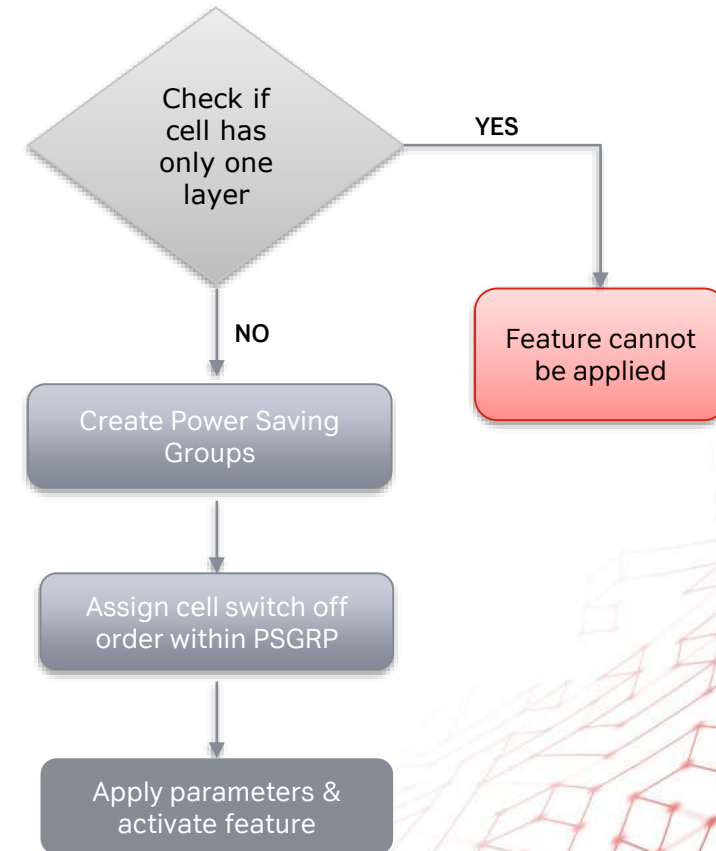 Check if
cell has
only one
layer
YES
NO
Feature cannot
be applied
Create Power Saving
Groups
Assign cell switch off
order within PSGRP
Apply parameters &
activate feature